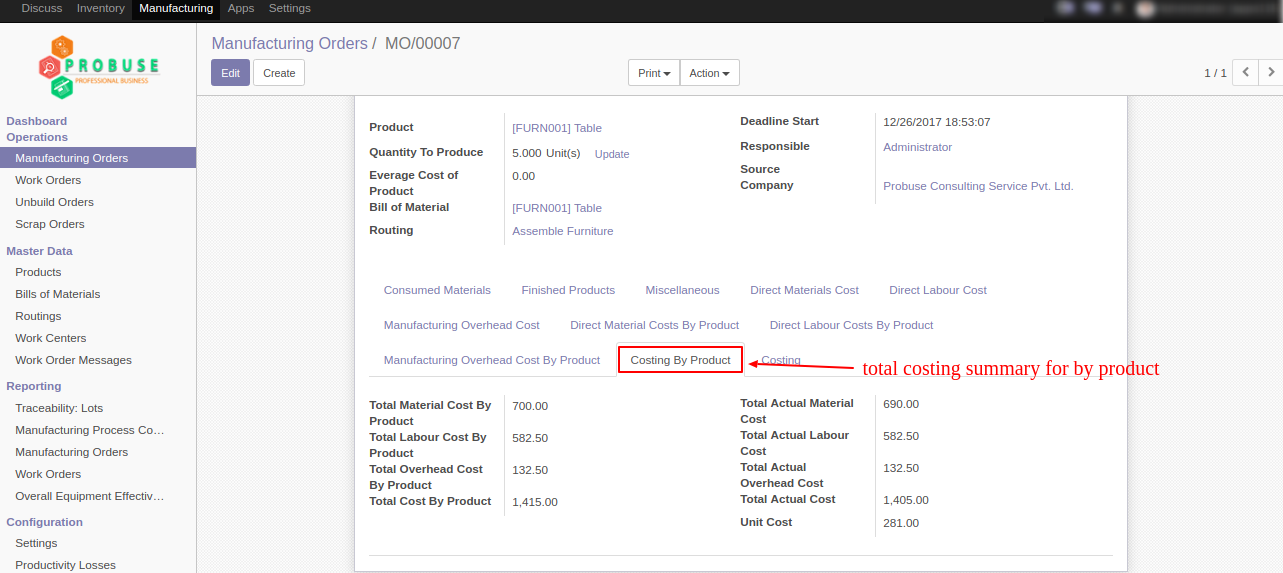 Discuss Inventory Manufacturing Apps Settings
PROBUSE
PROFESSIONAL BUSINESS
Dashboard
Operations
Manufacturing Orders
Work Orders
Unbuild Orders
Scrap Orders
Master Data
Products
Bills of Materials
Routings
Work Centers
Work Order Messages
Reporting
Traceability: Lots
Manufacturing Process Co…
Manufacturing Orders
Work Orders
Overall Equipment Effectiv…
Configuration
Settings
Productivity Losses
Manufacturing Orders / MO/00007
Edit Create Print Action 1 / 1
Product [FURN001] Table
Quantity To Produce 5.000 Unit(s) Update
Everage Cost of
Product 0.00
Bill of Material [FURN001] Table
Routing Assemble Furniture
Deadline Start 12/26/2017 18:53:07
Responsible Administrator
Source
Company Probuse Consulting Service Pvt. Ltd.
Consumed Materials Finished Products Miscellaneous Direct Materials Cost Direct Labour Cost
Manufacturing Overhead Cost Direct Material Costs By Product Direct Labour Costs By Product
Manufacturing Overhead Cost By Product Costing By Product Costing
total costing summary for by product
Total Material Cost By
Product 700.00
Total Labour Cost By
Product 582.50
Total Overhead Cost
By Product 132.50
Total Cost By Product 1,415.00
Total Actual Material
Cost 690.00
Total Actual Labour
Cost 582.50
Total Actual
Overhead Cost 132.50
Total Actual Cost 1,405.00
Unit Cost 281.00